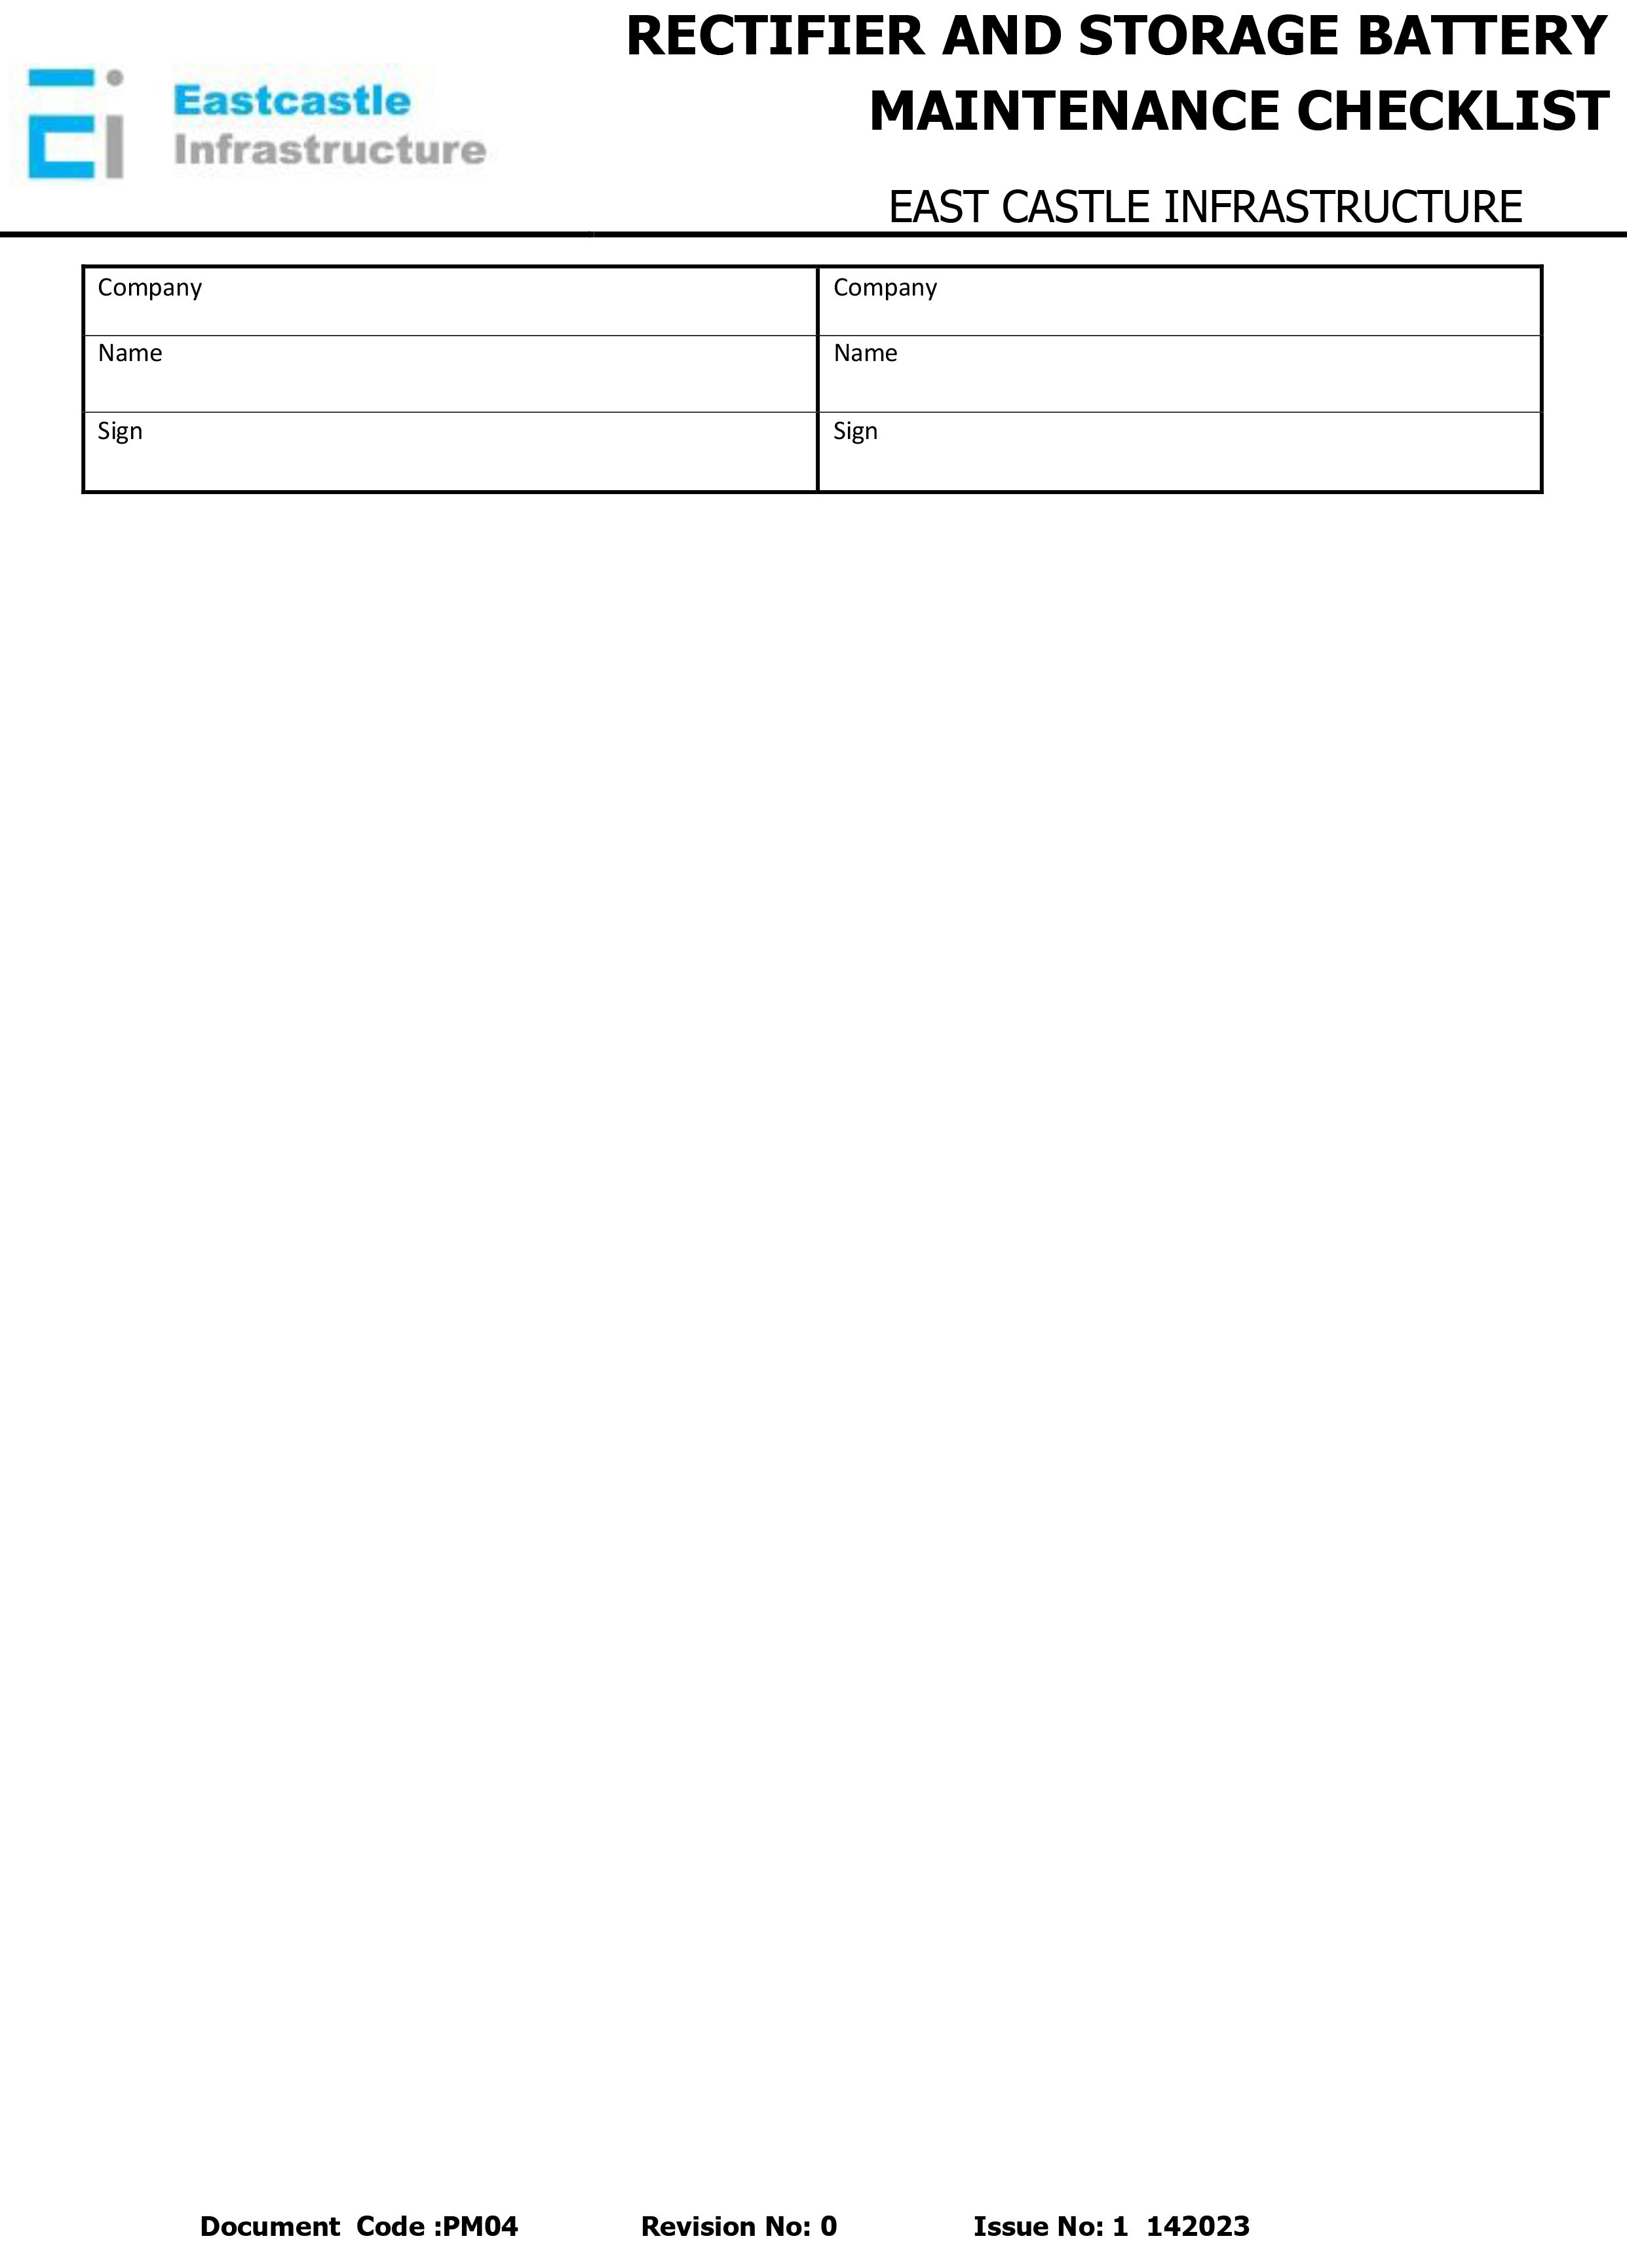 RECTIFIER AND STORAGE BATTERY
MAINTENANCE CHECKLIST
Eastcastle
Infrastructure
EAST CASTLE INFRASTRUCTURE
Company Company
Name Name
Sign Sign
Document Code :PM04 Revision No: 0 Issue No: 1 142023